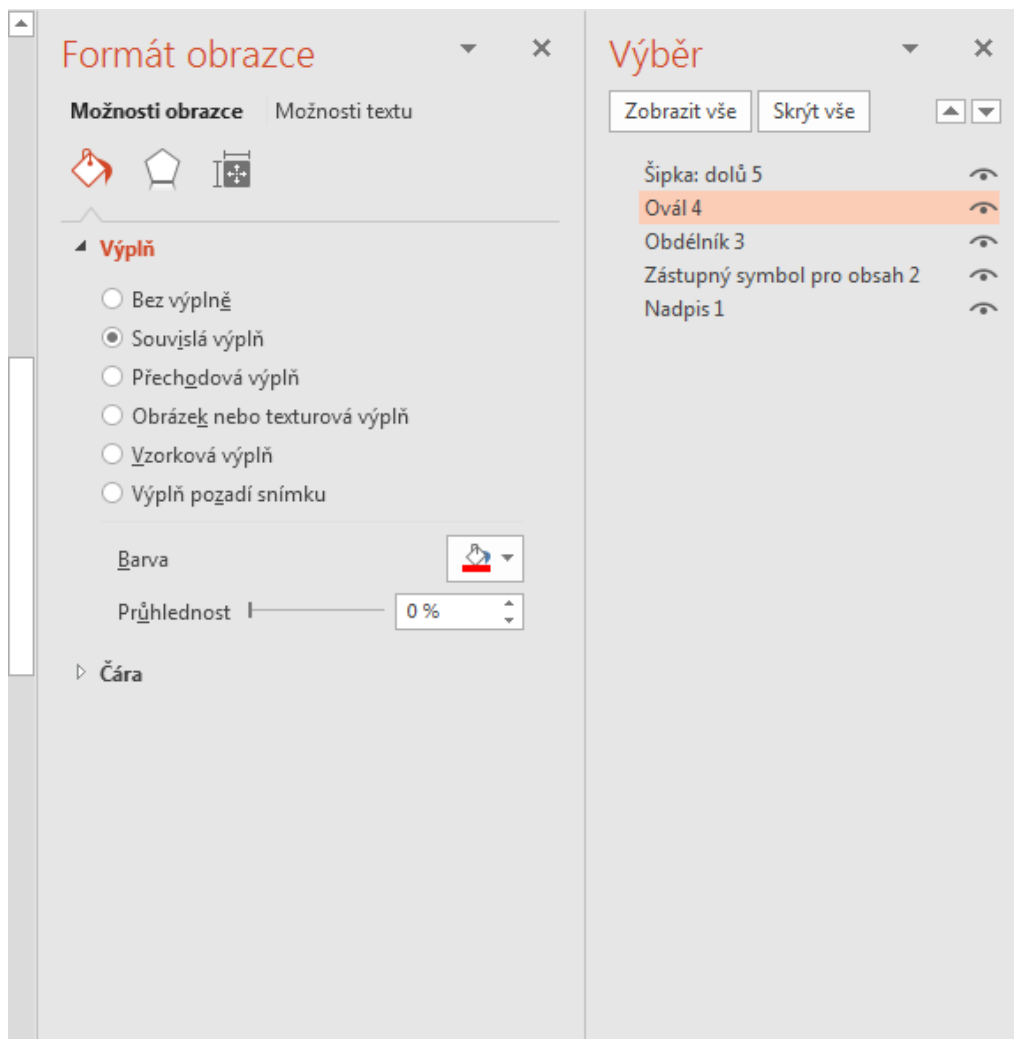 Formát obrazce
Možnosti obrazce Možnosti textu
Výplň
Bez výplně
Souvislá výplň
Přechodová výplň
Obrázek nebo texturová výplň
Vzorková výplň
Výplň pozadí snímku
Barva
Průhlednost 0 %
Čára
Výběr
Zobrazit vše Skrýt vše
Šipka: dolů 5
Ovál 4
Obdélník 3
Zástupný symbol pro obsah 2
Nadpis 1